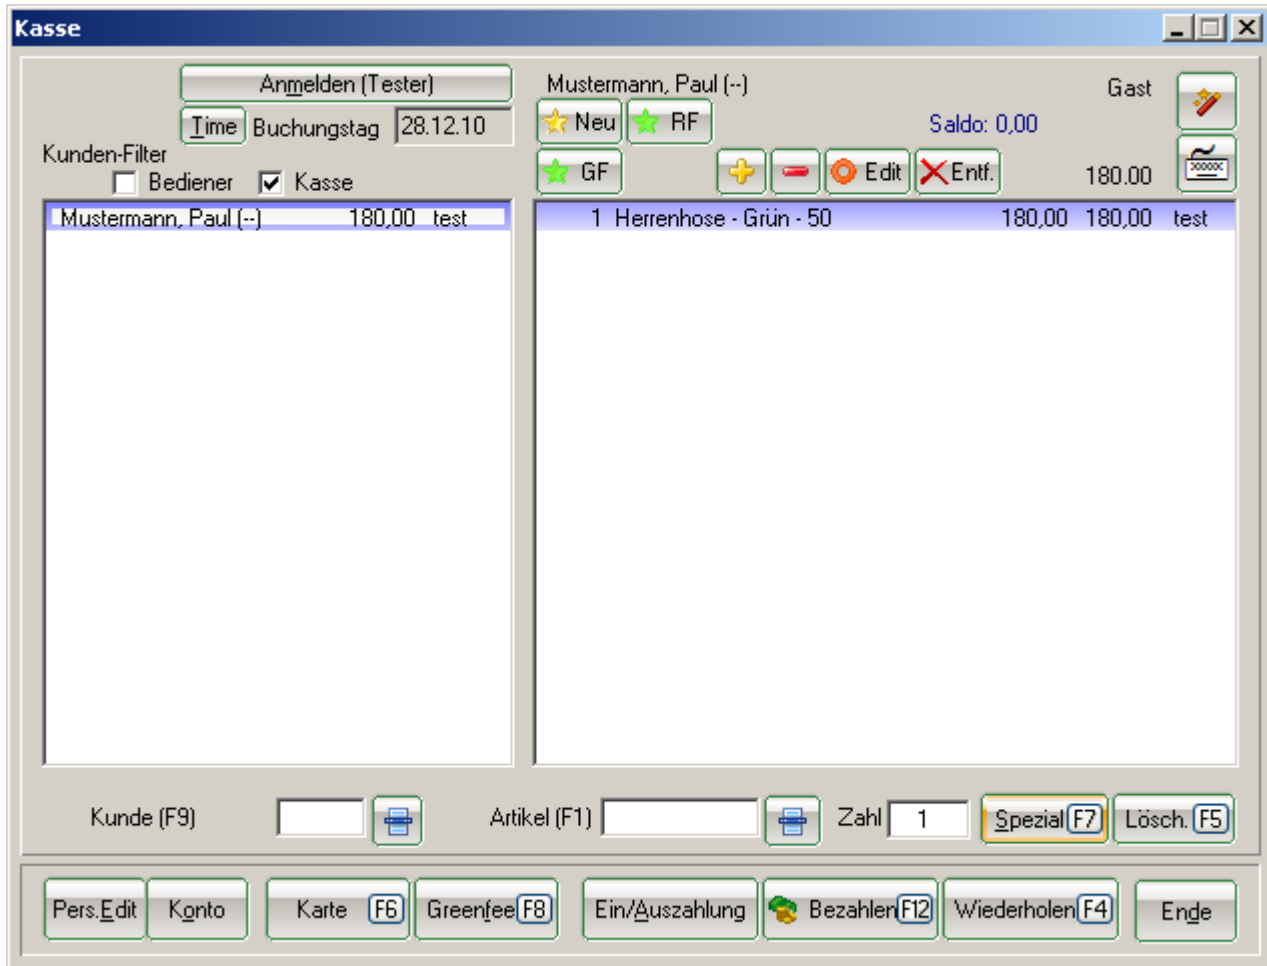 Kasse
Anmelden (Tester)
Time Buchungstag 28.12.10
Kunden-Filter
Bediener Kasse
Mustermann, Paul (--) 180,00 test
Mustermann, Paul (--) Gast
Neu RF Saldo: 0,00
GF Edit Entf. 180.00
1 Herrenhose - Grün - 50 180,00 180,00 test
Kunde (F9) Artikel (F1) Zahl 1 Spezial F7 Lösch. F5
Pers.Edit Konto Karte F6 Greenfee F8 Ein/Auszahlung Bezahlen F12 Wiederholen F4 Ende